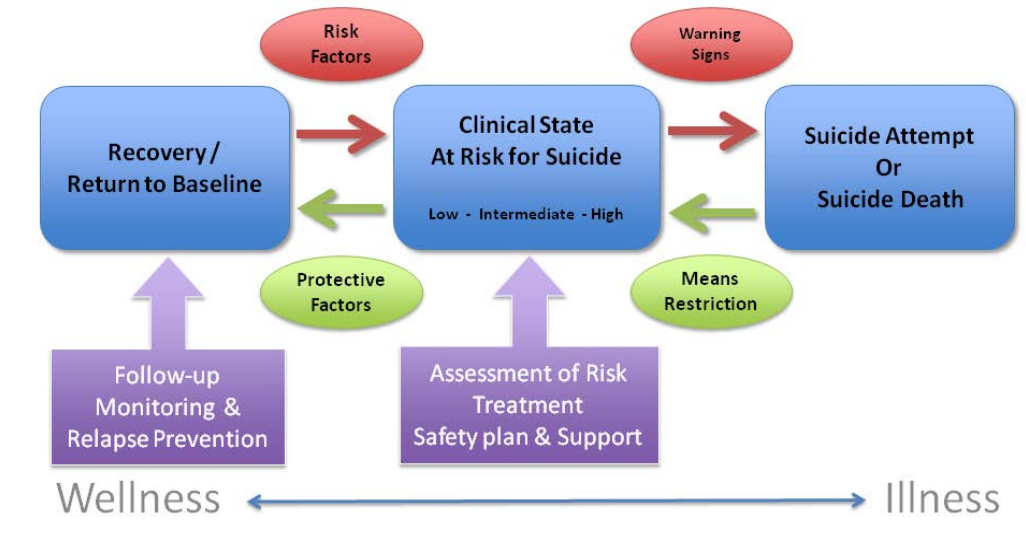 Risk
Factors
Warning
Signs
Recovery /
Return to Baseline
Clinical State
At Risk for Suicide
Low - Intermediate - High
Suicide Attempt
Or
Suicide Death
Protective
Factors
Means
Restriction
Follow-up
Monitoring &
Relapse Prevention
Assessment of Risk
Treatment
Safety plan & Support
Wellness
Illness